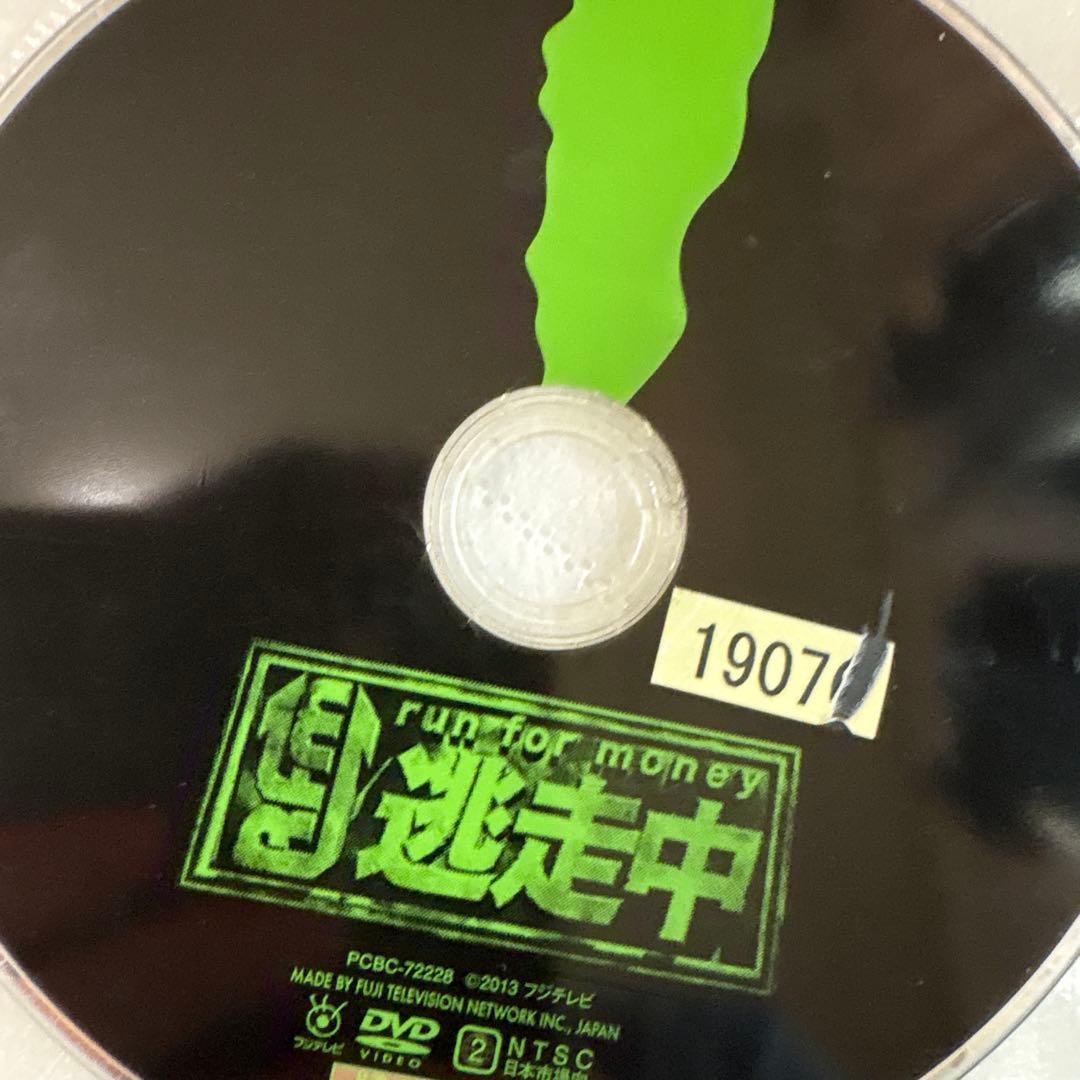 1907
run for money
rfm 逃走中
PCBC-72228 ©2013 フジテレビ
MADE BY FUJI TELEVISION NETWORK INC., JAPAN
フジテレビ
DVD
VIDEO
2
NTSC
日本市場向